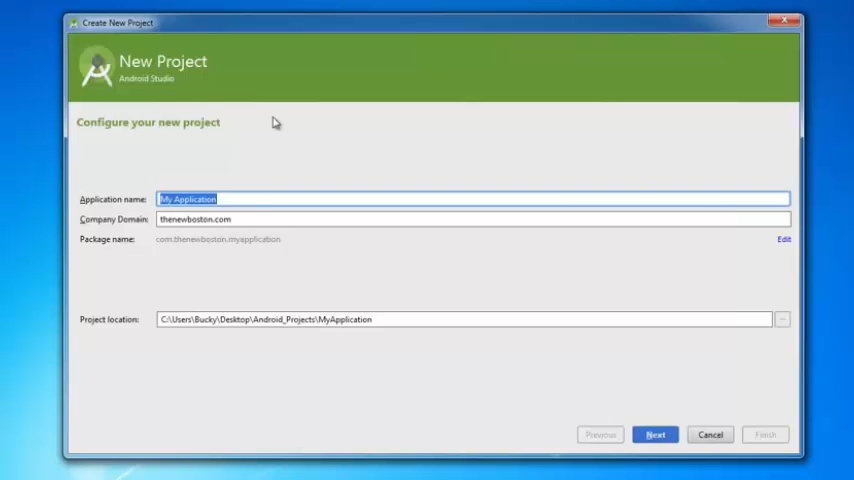 Create New Project
New Project
Android Studio
Configure your new project
Application name: My Application
Company Domain: thenewboston.com
Package name: com.thenewboston.myapplication Edit
Project location: C:\Users\Bucky\Desktop\Android_Projects\MyApplication ...
Previous Next Cancel Finish